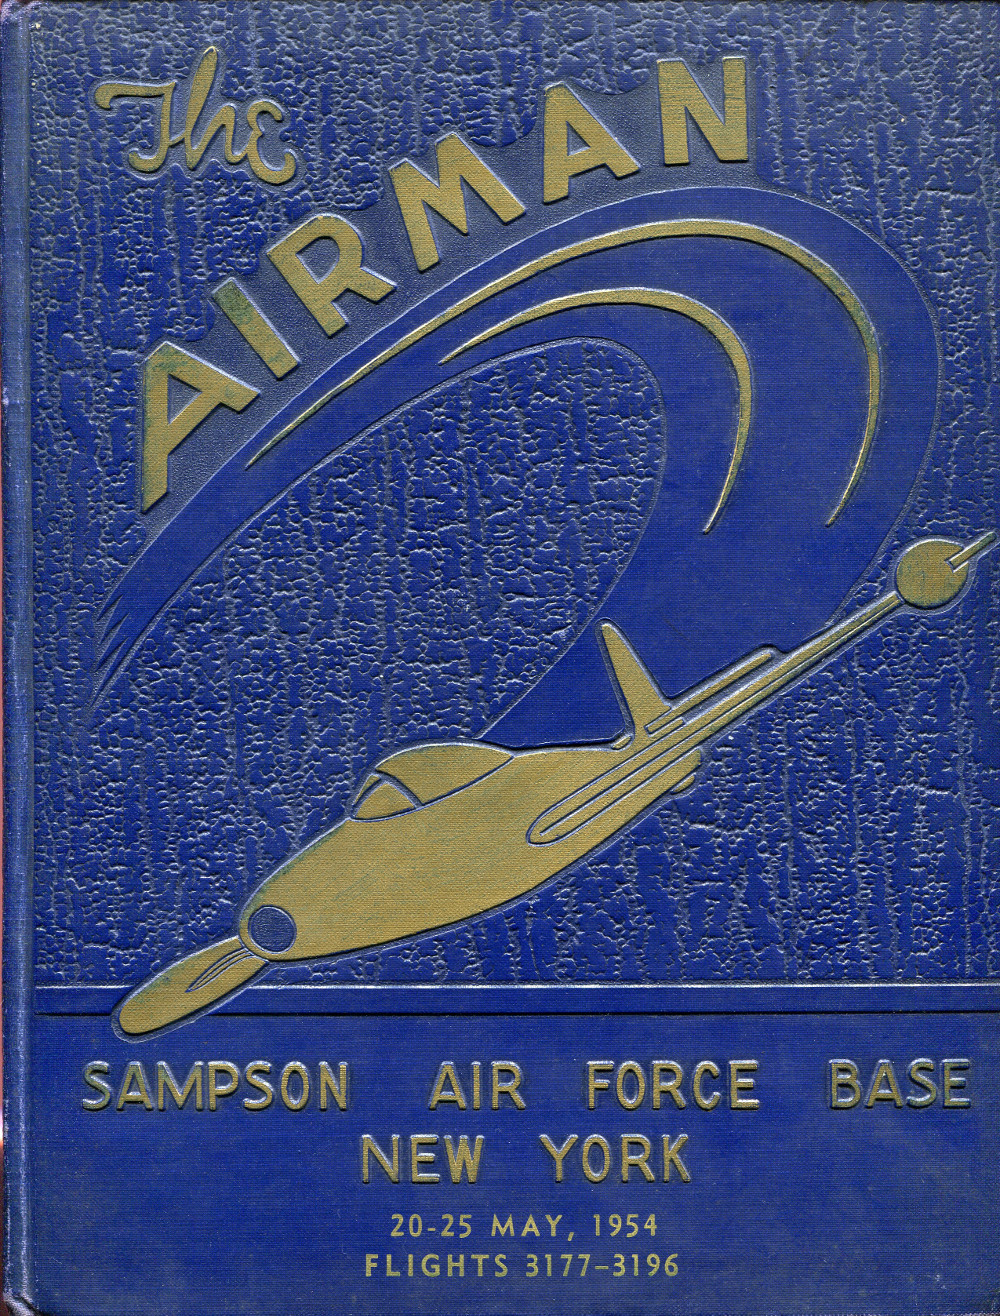 The
AIRMAN
SAMPSON AIR FORCE BASE
NEW YORK
20-25 MAY, 1954
FLIGHTS 3177-3196